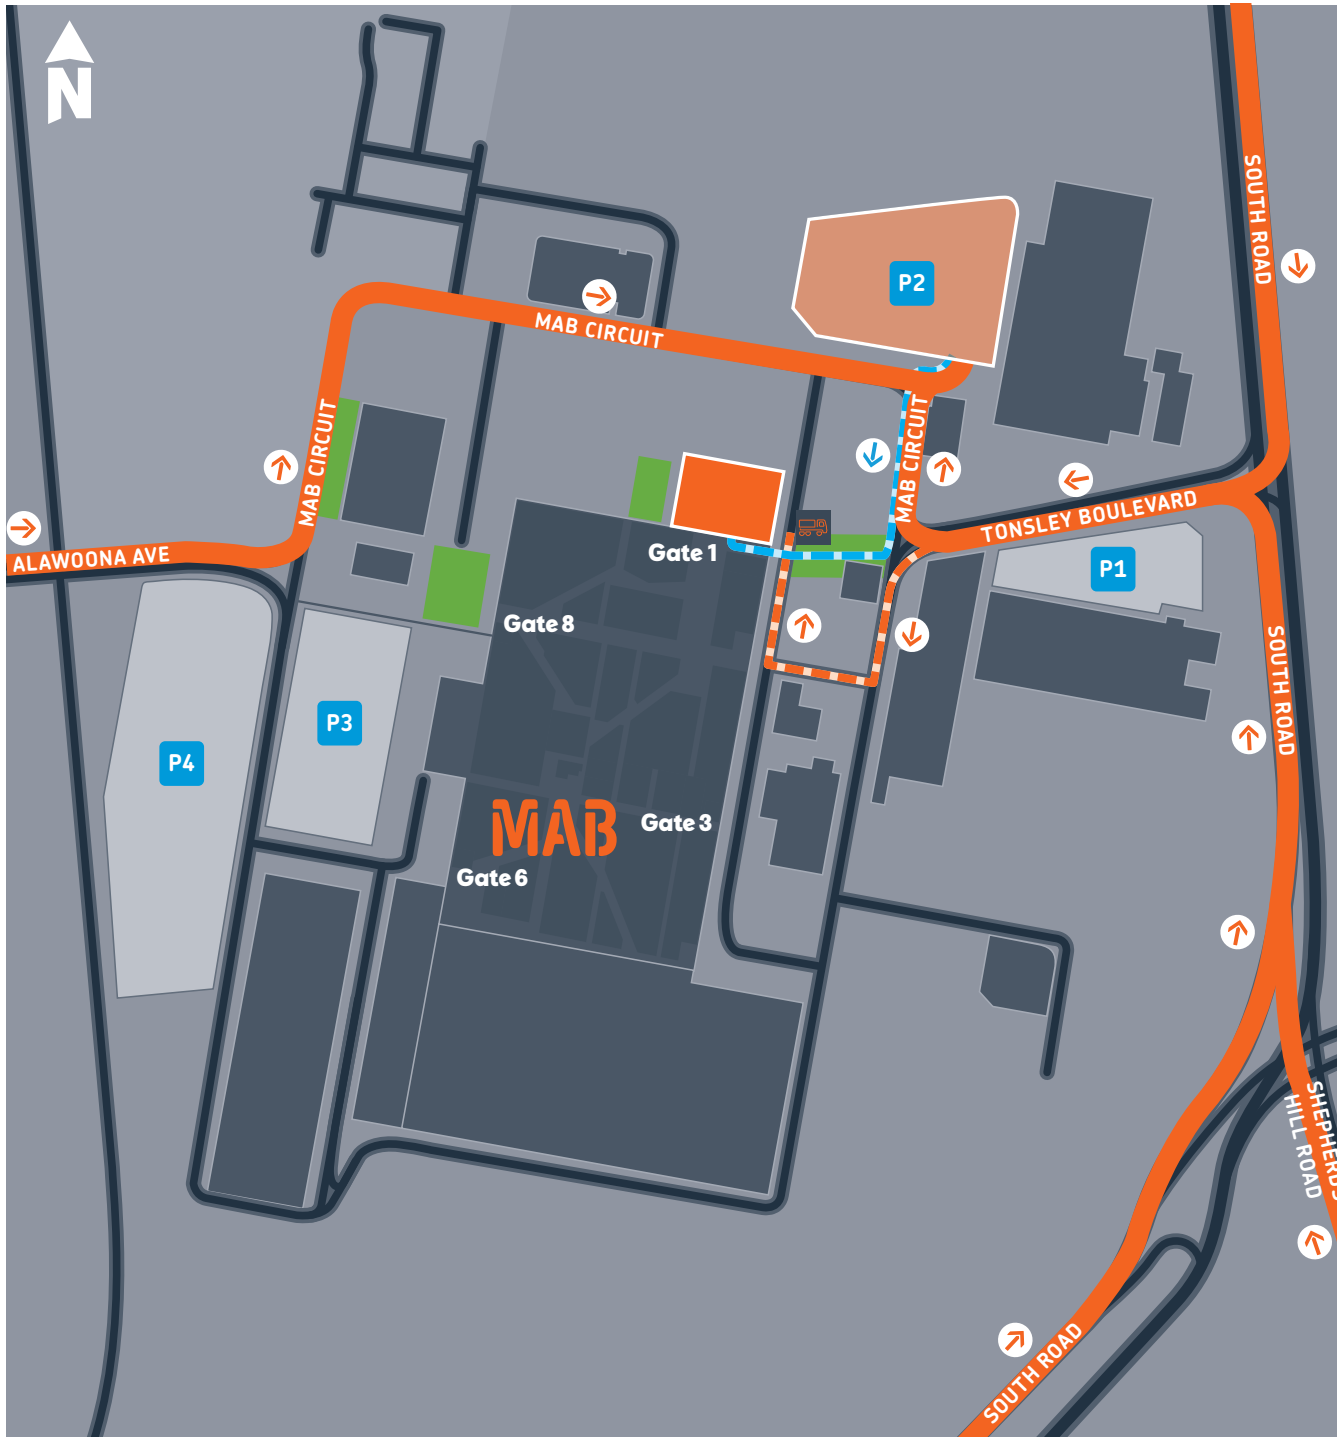 N
SOUTH ROAD
P2
MAB CIRCUIT
MAB CIRCUIT
MAB CIRCUIT
TONSLEY BOULEVARD
ALAWOONA AVE
Gate 1
P1
Gate 8
SOUTH ROAD
P3
P4
MAB
Gate 3
Gate 6
SHEPHERDS
HILL ROAD
SOUTH ROAD